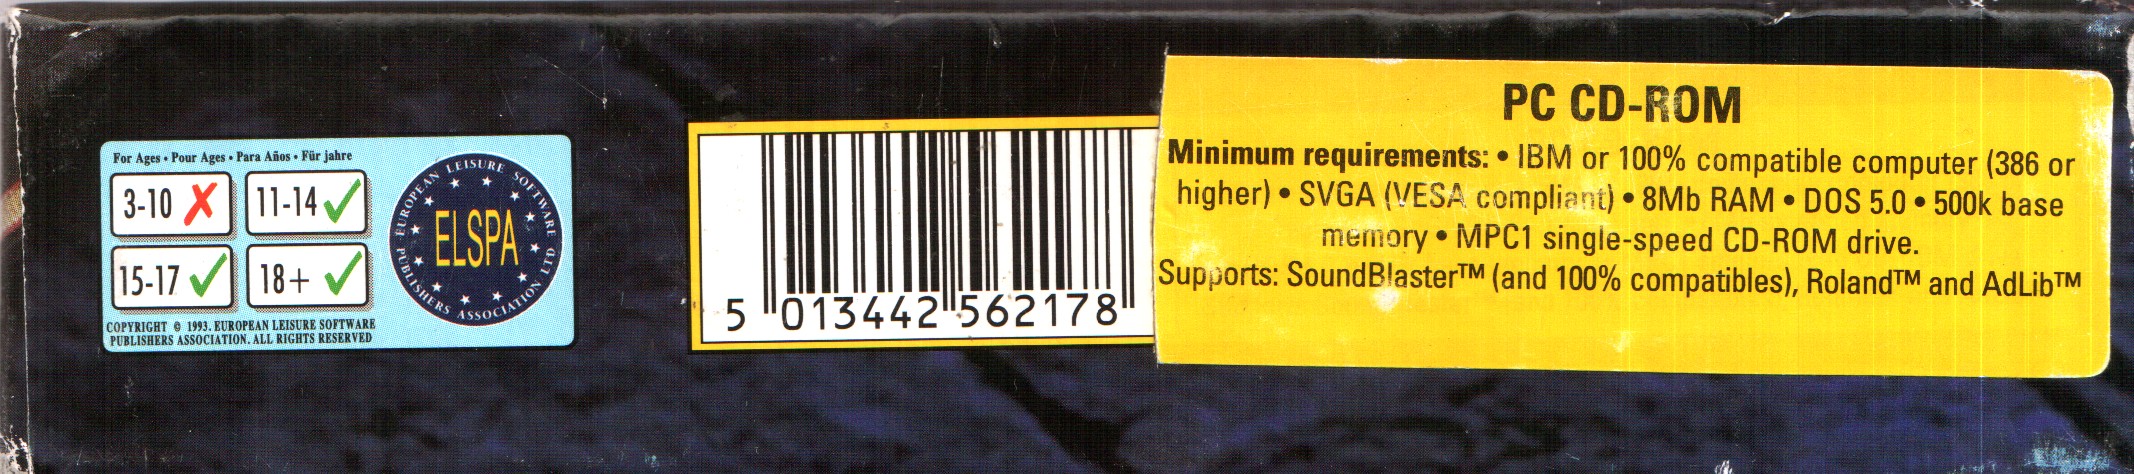 For Ages • Pour Ages • Para Años • Für jahre
3-10 ✗ 11-14 ✓
15-17 ✓ 18+ ✓
COPYRIGHT © 1993. EUROPEAN LEISURE SOFTWARE
PUBLISHERS ASSOCIATION. ALL RIGHTS RESERVED
EUROPEAN LEISURE SOFTWARE
PUBLISHERS ASSOCIATION LTD
ELSPA
5 013442 562178
PC CD-ROM
Minimum requirements: • IBM or 100% compatible computer (386 or
higher) • SVGA (VESA compliant) • 8Mb RAM • DOS 5.0 • 500k base
memory • MPC1 single-speed CD-ROM drive.
Supports: SoundBlaster™ (and 100% compatibles), Roland™ and AdLib™